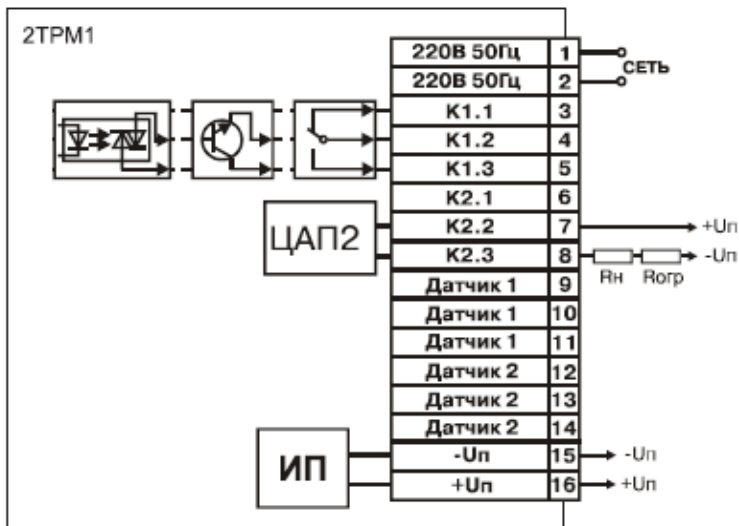 2ТРМ1
220В 50Гц 1
СЕТЬ
220В 50Гц 2
К1.1 3
К1.2 4
К1.3 5
К2.1 6
ЦАП2
К2.2 7 +Uп
К2.3 8 -Uп
Rн Rогр
Датчик 1 9
Датчик 1 10
Датчик 1 11
Датчик 2 12
Датчик 2 13
Датчик 2 14
ИП
-Uп 15 -Uп
+Uп 16 +Uп